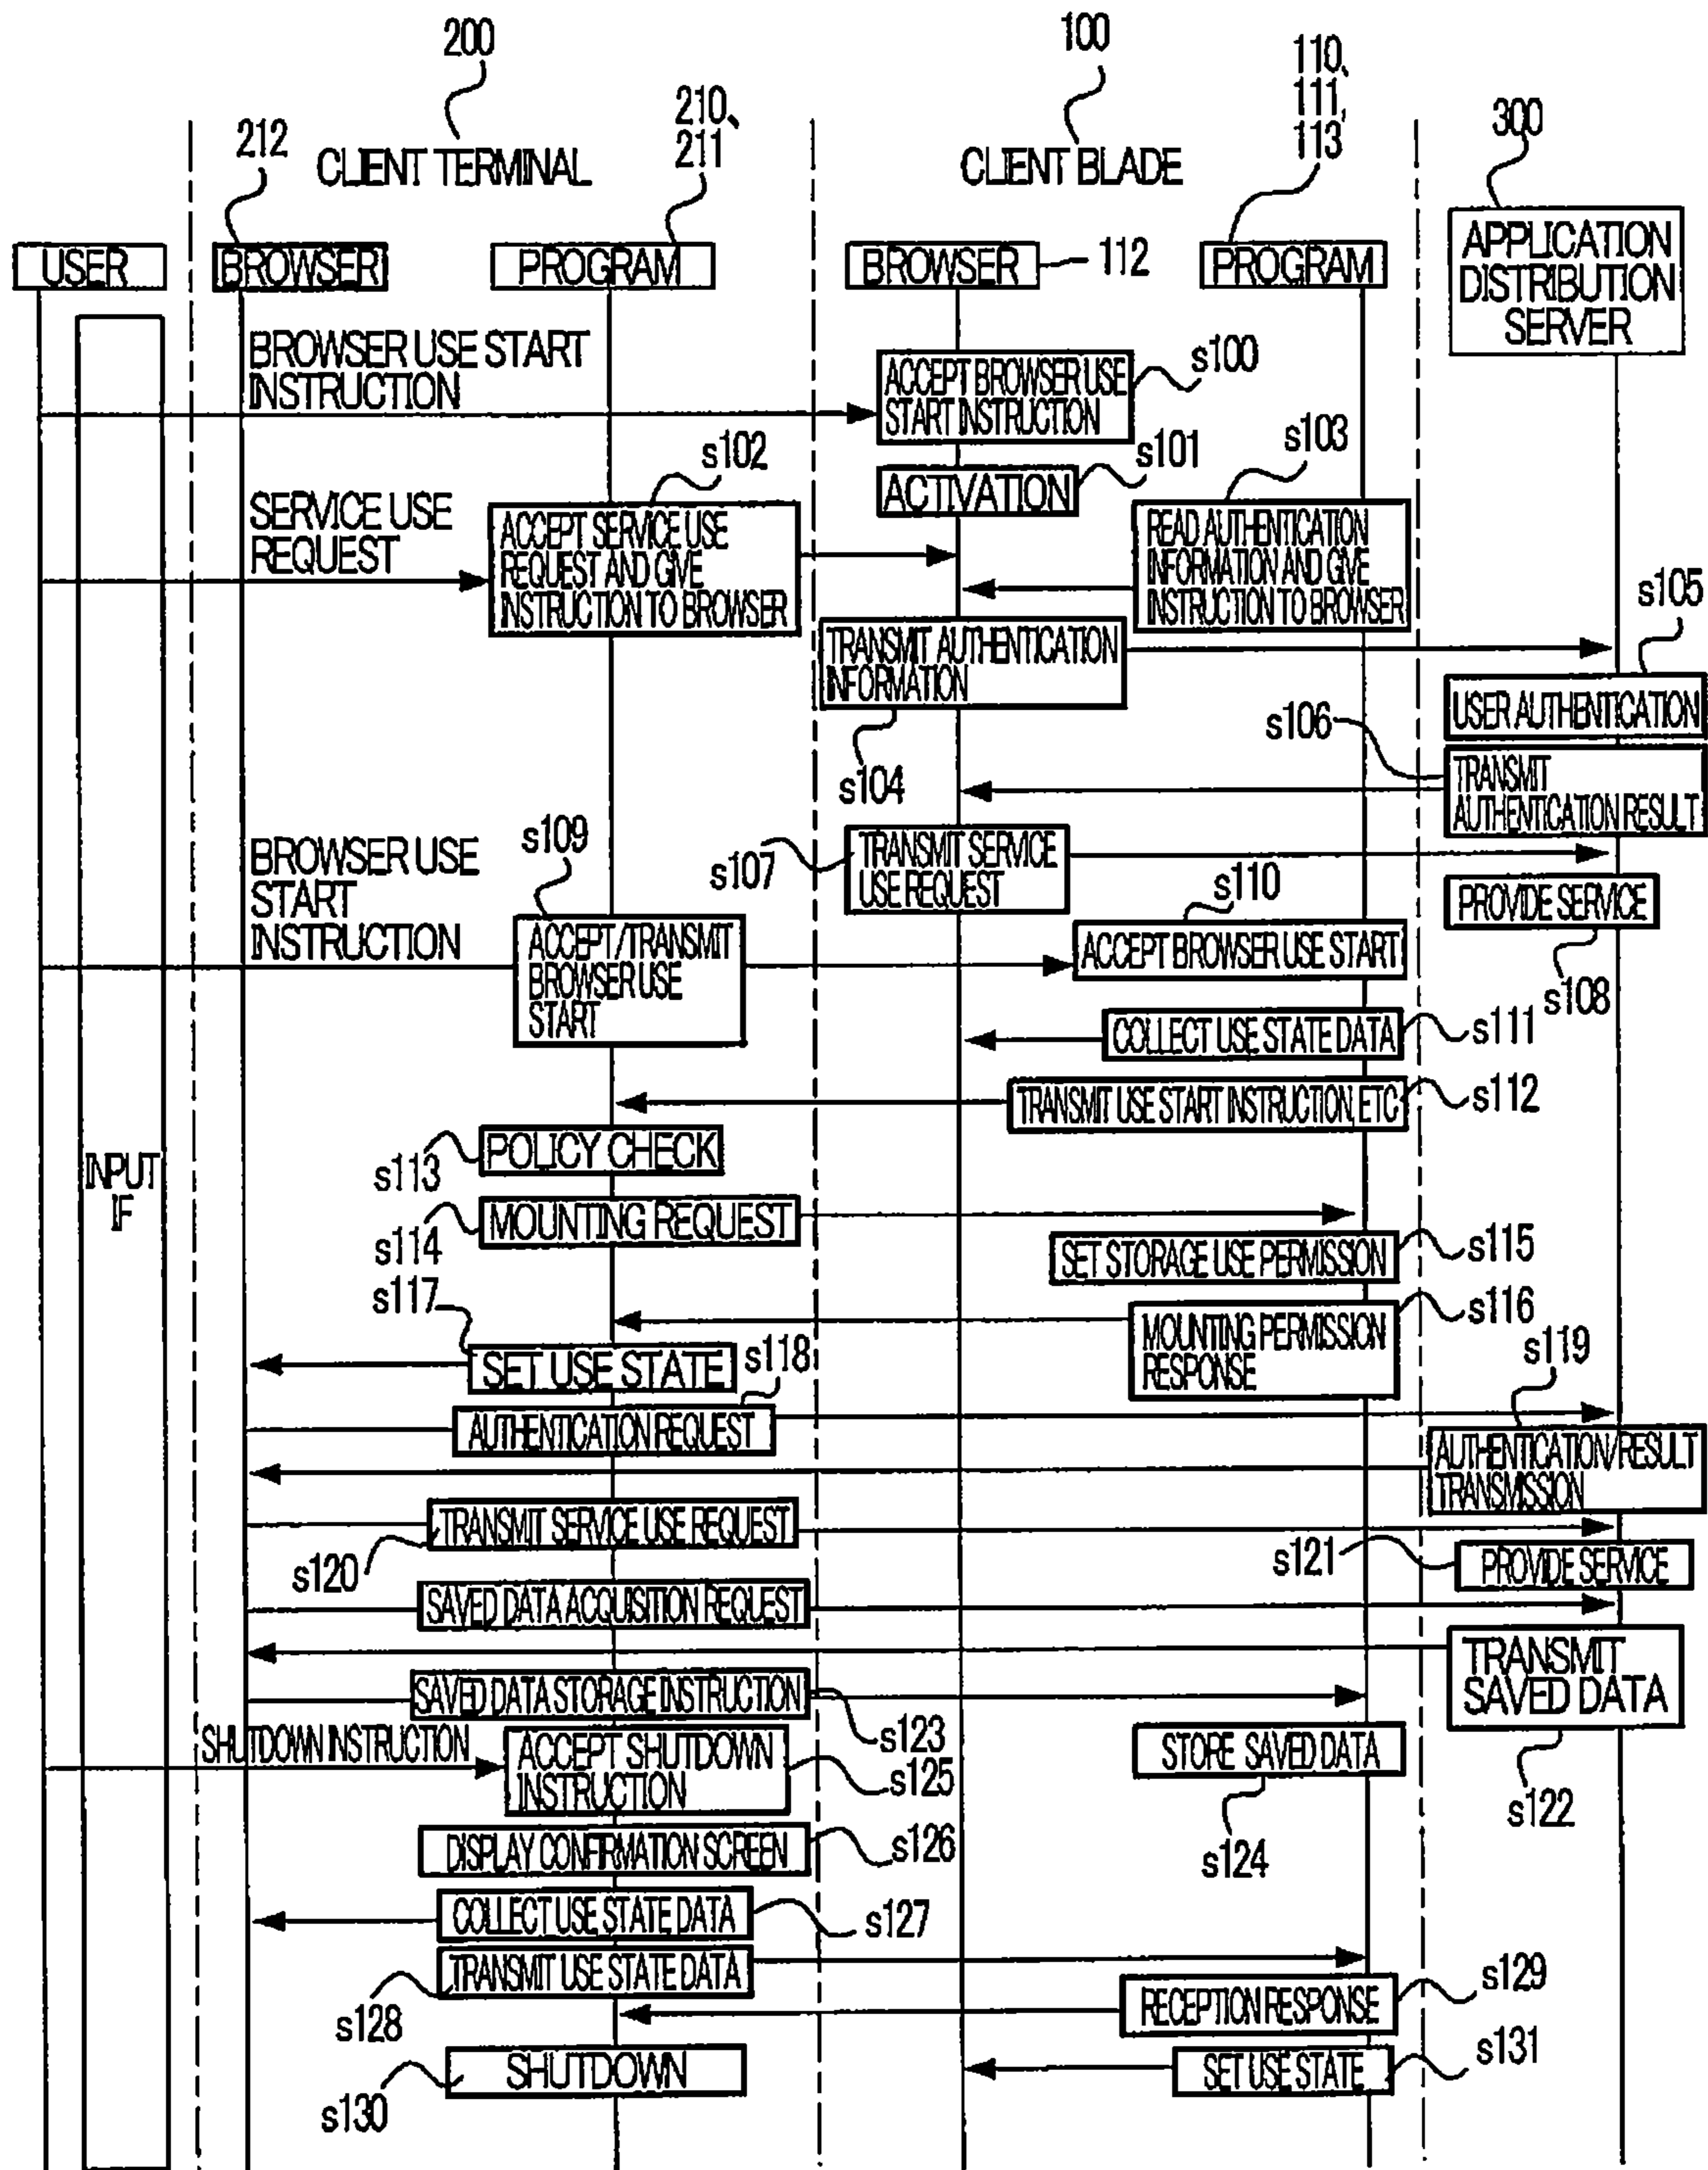 200
100
110,
111,
113
210,
211
300
212
CLIENT TERMINAL
CLIENT BLADE
USER
BROWSER
PROGRAM
BROWSER
112
PROGRAM
APPLICATION
DISTRIBUTION
SERVER
BROWSER USE START
INSTRUCTION
ACCEPT BROWSER USE
START INSTRUCTION
s100
ACTIVATION
s101
s102
s103
SERVICE USE
REQUEST
ACCEPT SERVICE USE
REQUEST AND GIVE
INSTRUCTION TO BROWSER
READ AUTHENTICATION
INFORMATION AND GIVE
INSTRUCTION TO BROWSER
s105
TRANSMIT AUTHENTICATION
INFORMATION
s104
USER AUTHENTICATION
s106
TRANSMIT
AUTHENTICATION RESULT
s109
BROWSER USE
START
INSTRUCTION
s107
TRANSMIT SERVICE
USE REQUEST
s110
PROVIDE SERVICE
s108
ACCEPT/TRANSMIT
BROWSER USE
START
ACCEPT BROWSER USE START
COLLECT USE STATE DATA
s111
TRANSMIT USE START INSTRUCTION, ETC
s112
POLICY CHECK
s113
INPUT
IF
MOUNTING REQUEST
s114
SET STORAGE USE PERMISSION
s115
s117
MOUNTING PERMISSION
RESPONSE
s116
SET USE STATE
s118
s119
AUTHENTICATION REQUEST
AUTHENTICATION/RESULT
TRANSMISSION
TRANSMIT SERVICE USE REQUEST
s120
s121
PROVIDE SERVICE
SAVED DATA ACQUISITION REQUEST
TRANSMIT
SAVED DATA
s122
SAVED DATA STORAGE INSTRUCTION
s123
SHUTDOWN INSTRUCTION
ACCEPT SHUTDOWN
INSTRUCTION
s125
STORE SAVED DATA
s124
DISPLAY CONFIRMATION SCREEN
s126
COLLECT USE STATE DATA
s127
TRANSMIT USE STATE DATA
s128
RECEPTION RESPONSE
s129
SHUTDOWN
s130
SET USE STATE
s131